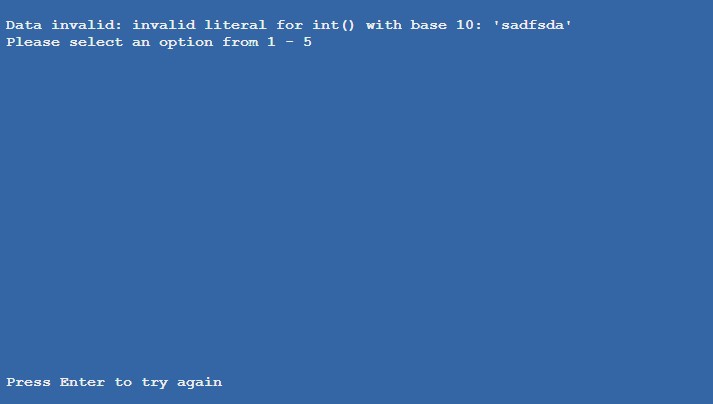 Data invalid: invalid literal for int() with base 10: 'sadfsda'
Please select an option from 1 - 5
Press Enter to try again